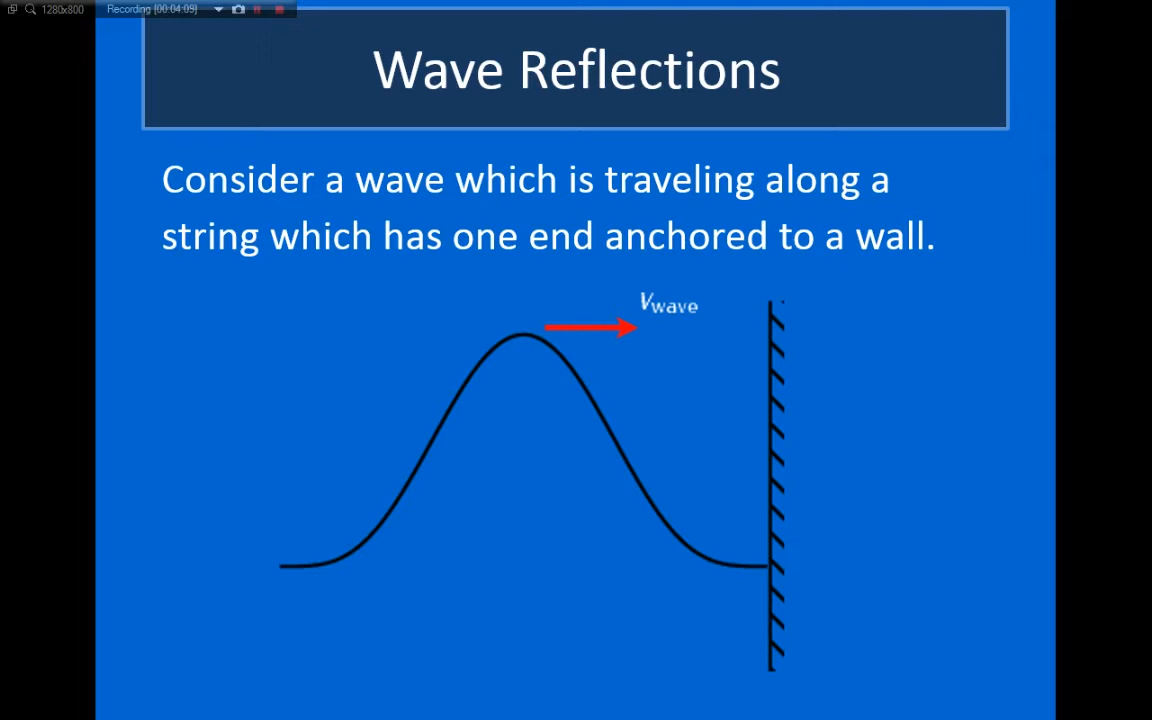 1280x800 Recording [00:04:09]
Wave Reflections
Consider a wave which is traveling along a
string which has one end anchored to a wall.
Vwave